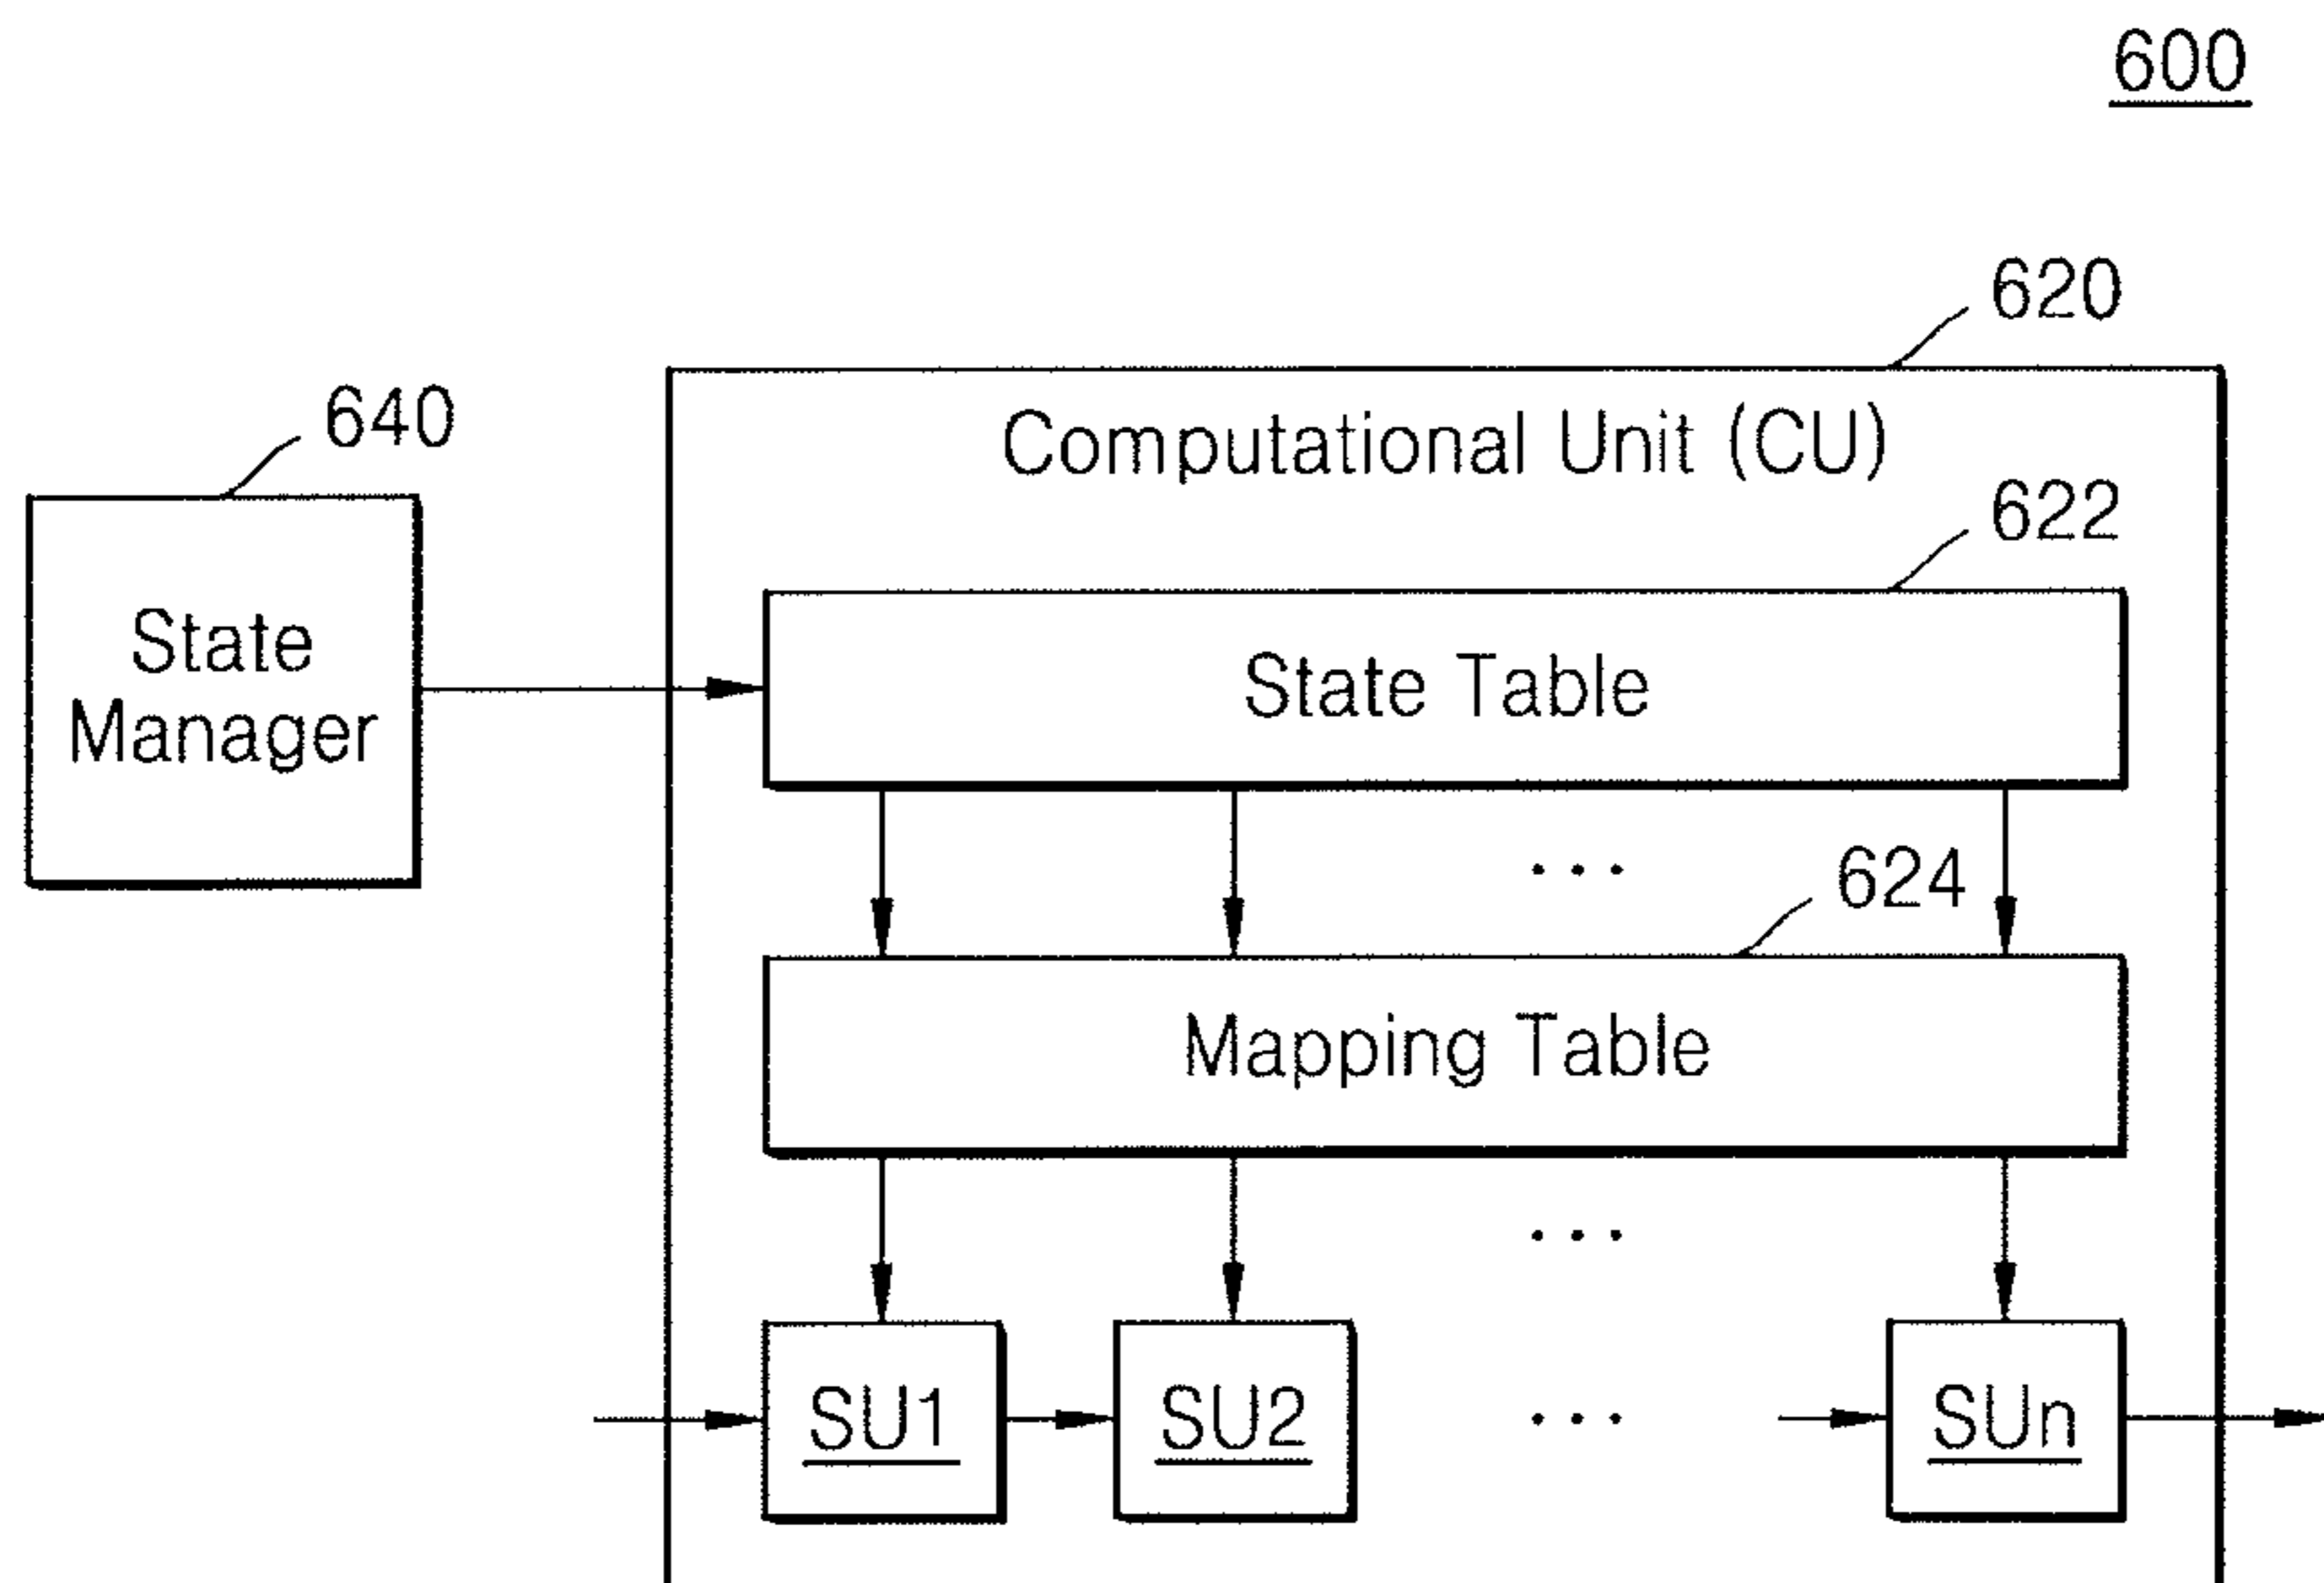 600
620
640
Computational Unit (CU)
622
State
Manager
State Table
...
624
Mapping Table
...
SU1
SU2
...
SUn